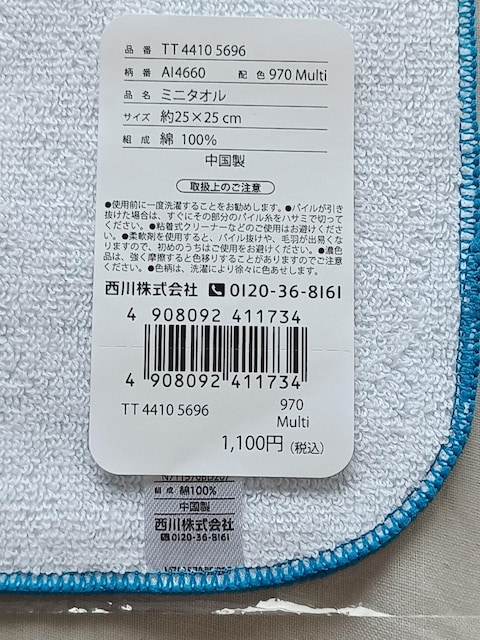 品番 TT 4410 5696
柄番 AI4660 配色 970 Multi
品名 ミニタオル
サイズ 約25×25 cm
組成 綿 100%
中国製
取扱上のご注意
●使用前に一度洗濯することをお勧めします。●パイルが引き
抜けた場合は、すぐにその部分のパイル糸をハサミで切って
ください。●粘着式クリーナーなどのご使用はお避けくださ
い。●柔軟剤を使用すると、パイル抜けや、毛羽が出易くな
りますので、初めのうちはご使用をお避けください。●濃色
品は、強く摩擦すると色移りすることがありますのでご注意
ください。●色柄は、洗濯により徐々に色あせします。
西川株式会社 0120-36-8161
4 908092 411734
4 908092 411734
TT 4410 5696 970
Multi
1,100円 (税込)
組成 綿100%
中国製
西川株式会社
0120-36-8161